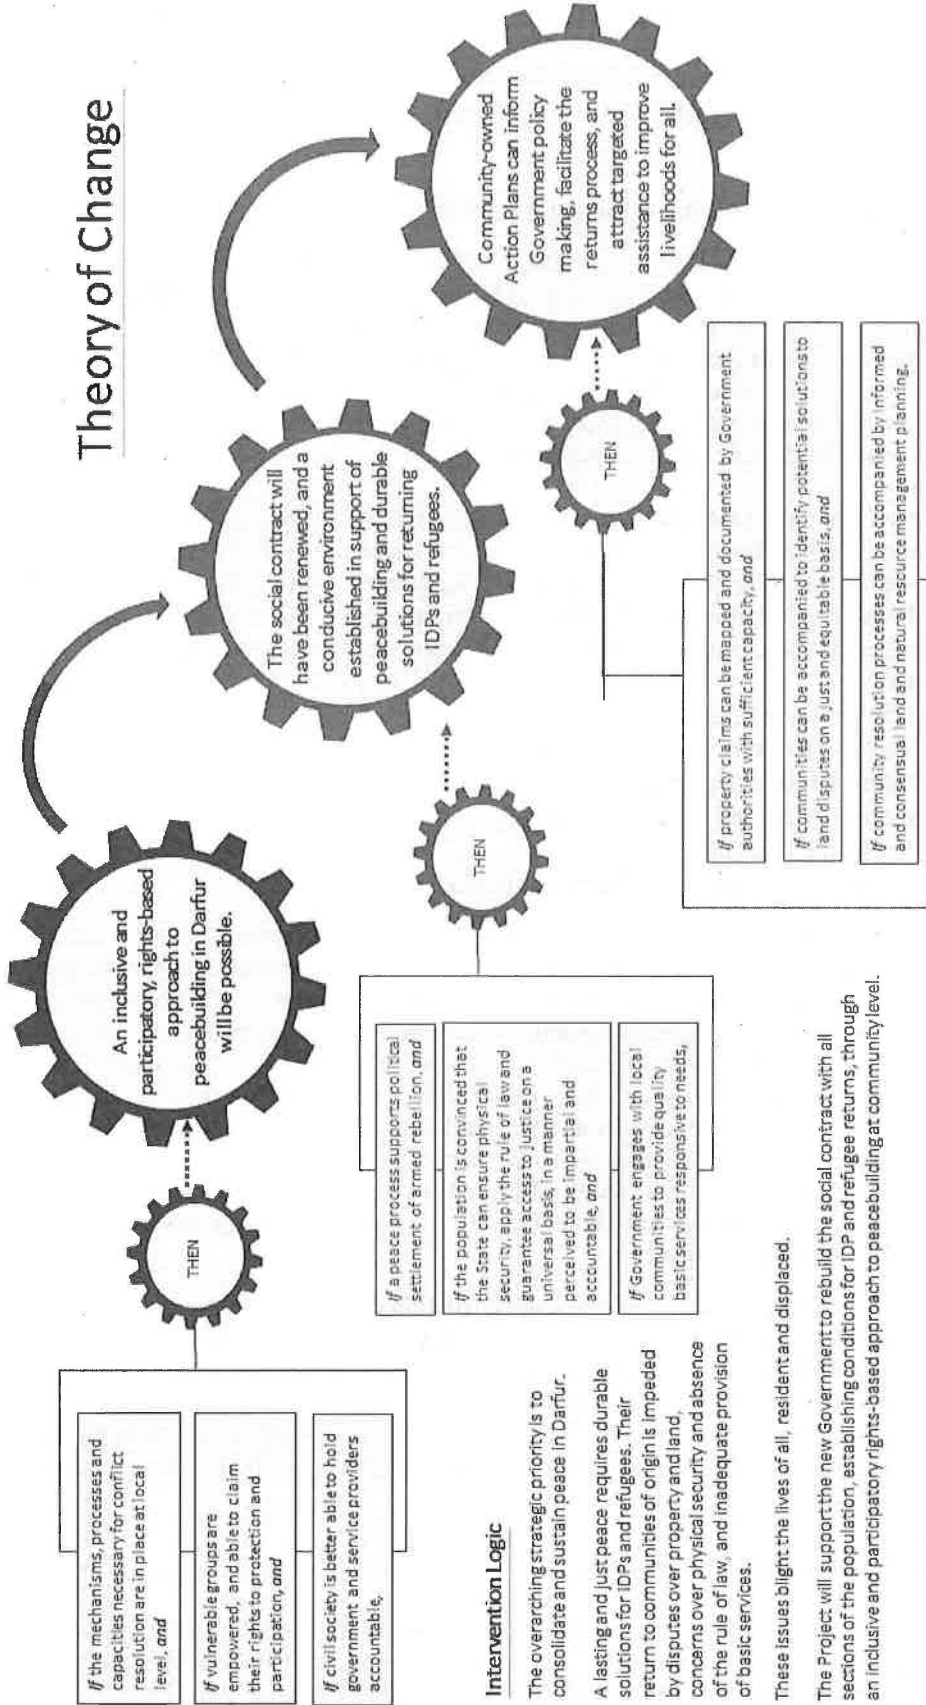 Theory of Change
If the mechanisms, processes and
capacities necessary for conflict
resolution are in place at local
level, and
If vulnerable groups are
empowered, and able to claim
their rights to protection and
participation, and
If civil society is better able to hold
government and service providers
accountable,
THEN
An inclusive and
participatory, rights-based
approach to
peacebuilding in Darfur
will be possible.
If a peace process supports political
settlement of armed rebellion, and
If the population is convinced that
the State can ensure physical
security, apply the rule of law and
guarantee access to justice on a
universal basis, in a manner
perceived to be impartial and
accountable, and
If Government engages with local
communities to provide quality
basic services responsive to needs,
THEN
The social contract will
have been renewed, and a
conducive environment
established in support of
peacebuilding and durable
solutions for returning
IDPs and refugees.
If property claims can be mapped and documented by Government
authorities with sufficient capacity, and
If communities can be accompanied to identify potential solutions to
land disputes on a just and equitable basis, and
If community resolution processes can be accompanied by informed
and consensual land and natural resource management planning,
THEN
Community-owned
Action Plans can inform
Government policy
making, facilitate the
returns process, and
attract targeted
assistance to improve
livelihoods for all.
Intervention Logic
The overarching strategic priority is to
consolidate and sustain peace in Darfur.
A lasting and just peace requires durable
solutions for IDPs and refugees. Their
return to communities of origin is impeded
by disputes over property and land,
concerns over physical security and absence
of the rule of law, and inadequate provision
of basic services.
These issues blight the lives of all, resident and displaced.
The Project will support the new Government to rebuild the social contract with all
sections of the population, establishing conditions for IDP and refugee returns, through
an inclusive and participatory rights-based approach to peacebuilding at community level.